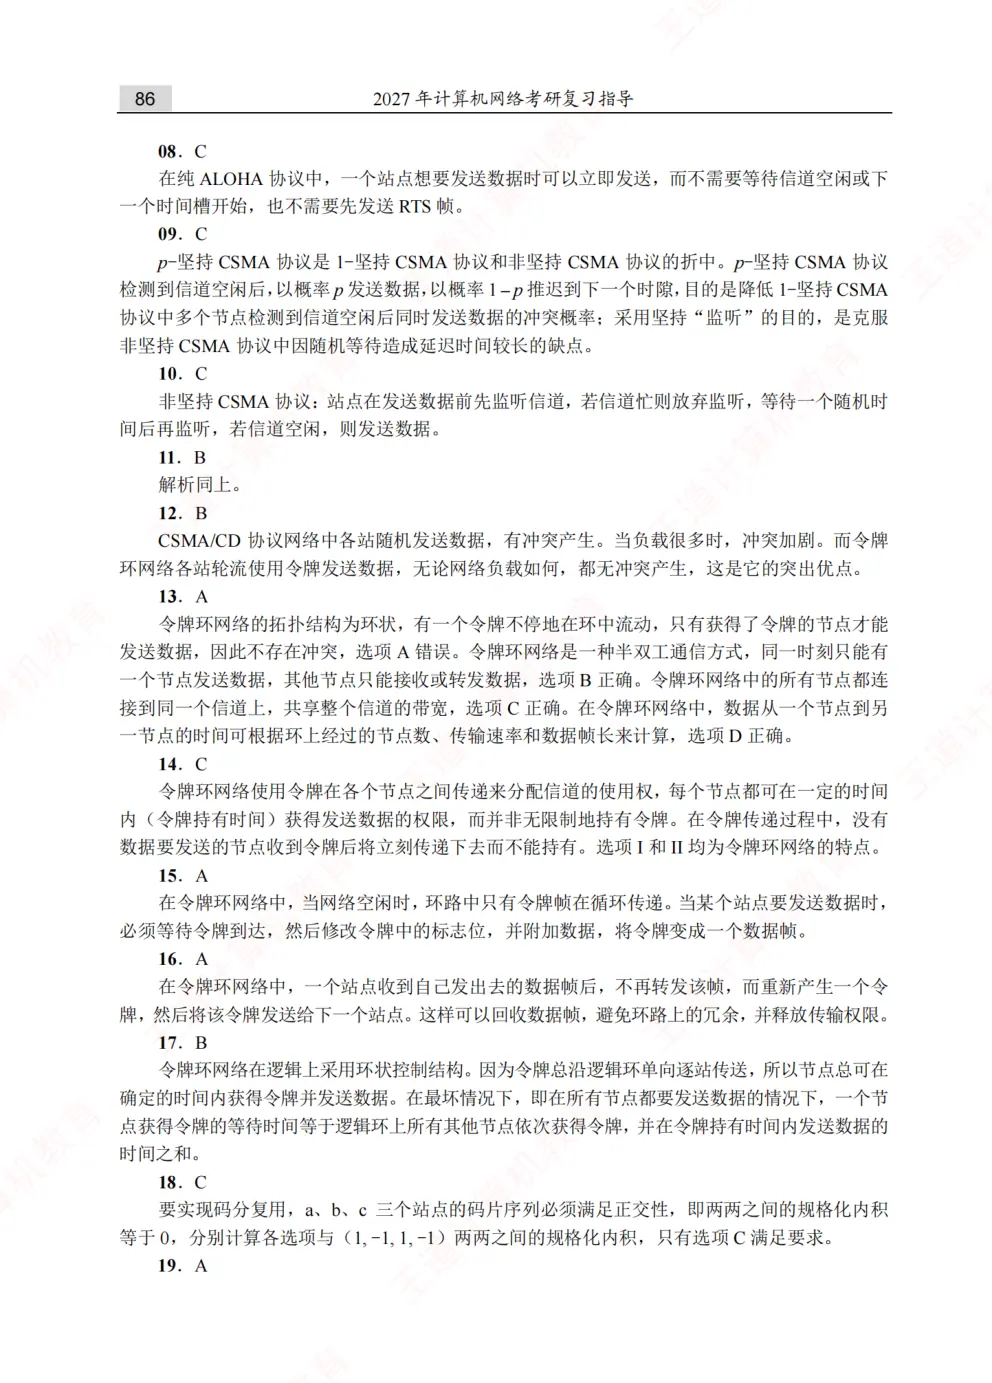 86
2027 年计算机网络考研复习指导
08．C
在纯 ALOHA 协议中，一个站点想要发送数据时可以立即发送，而不需要等待信道空闲或下
一个时间槽开始，也不需要先发送 RTS 帧。
09．C
p-坚持 CSMA 协议是 1-坚持 CSMA 协议和非坚持 CSMA 协议的折中。p-坚持 CSMA 协议
检测到信道空闲后，以概率 p 发送数据，以概率 1 – p 推迟到下一个时隙，目的是降低 1-坚持 CSMA
协议中多个节点检测到信道空闲后同时发送数据的冲突概率；采用坚持“监听”的目的，是克服
非坚持 CSMA 协议中因随机等待造成延迟时间较长的缺点。
10．C
非坚持 CSMA 协议：站点在发送数据前先监听信道，若信道忙则放弃监听，等待一个随机时
间后再监听，若信道空闲，则发送数据。
11．B
解析同上。
12．B
CSMA/CD 协议网络中各站随机发送数据，有冲突产生。当负载很多时，冲突加剧。而令牌
环网络各站轮流使用令牌发送数据，无论网络负载如何，都无冲突产生，这是它的突出优点。
13．A
令牌环网络的拓扑结构为环状，有一个令牌不停地在环中流动，只有获得了令牌的节点才能
发送数据，因此不存在冲突，选项 A 错误。令牌环网络是一种半双工通信方式，同一时刻只能有
一个节点发送数据，其他节点只能接收或转发数据，选项 B 正确。令牌环网络中的所有节点都连
接到同一个信道上，共享整个信道的带宽，选项 C 正确。在令牌环网络中，数据从一个节点到另
一节点的时间可根据环上经过的节点数、传输速率和数据帧长来计算，选项 D 正确。
14．C
令牌环网络使用令牌在各个节点之间传递来分配信道的使用权，每个节点都可在一定的时间
内（令牌持有时间）获得发送数据的权限，而并非无限制地持有令牌。在令牌传递过程中，没有
数据要发送的节点收到令牌后将立刻传递下去而不能持有。选项 I 和 II 均为令牌环网络的特点。
15．A
在令牌环网络中，当网络空闲时，环路中只有令牌帧在循环传递。当某个站点要发送数据时，
必须等待令牌到达，然后修改令牌中的标志位，并附加数据，将令牌变成一个数据帧。
16．A
在令牌环网络中，一个站点收到自己发出去的数据帧后，不再转发该帧，而重新产生一个令
牌，然后将该令牌发送给下一个站点。这样可以回收数据帧，避免环路上的冗余，并释放传输权限。
17．B
令牌环网络在逻辑上采用环状控制结构。因为令牌总沿逻辑环单向逐站传送，所以节点总可在
确定的时间内获得令牌并发送数据。在最坏情况下，即在所有节点都要发送数据的情况下，一个节
点获得令牌的等待时间等于逻辑环上所有其他节点依次获得令牌，并在令牌持有时间内发送数据的
时间之和。
18．C
要实现码分复用，a、b、c 三个站点的码片序列必须满足正交性，即两两之间的规格化内积
等于 0，分别计算各选项与（1, -1, 1, -1）两两之间的规格化内积，只有选项 C 满足要求。
19．A
王道计算机教育